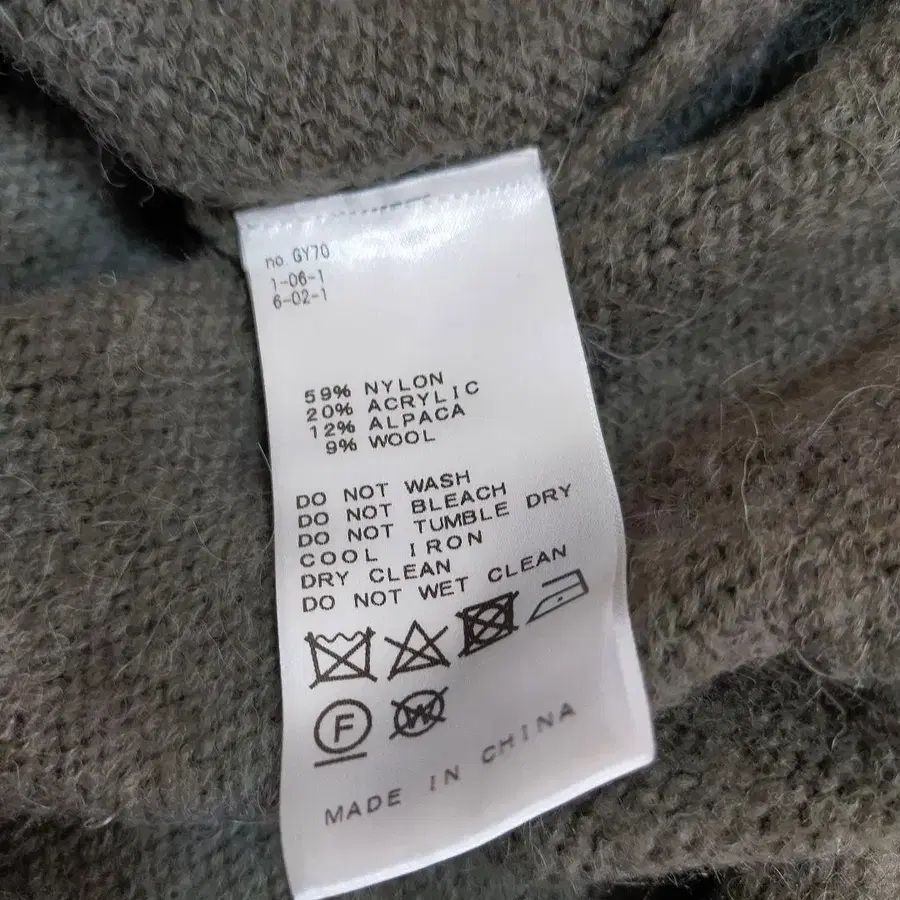 no. GY70
1-06-1
6-02-1
59% NYLON
20% ACRYLIC
12% ALPACA
9% WOOL
DO NOT WASH
DO NOT BLEACH
DO NOT TUMBLE DRY
COOL IRON
DRY CLEAN
DO NOT WET CLEAN
F W
MADE IN CHINA